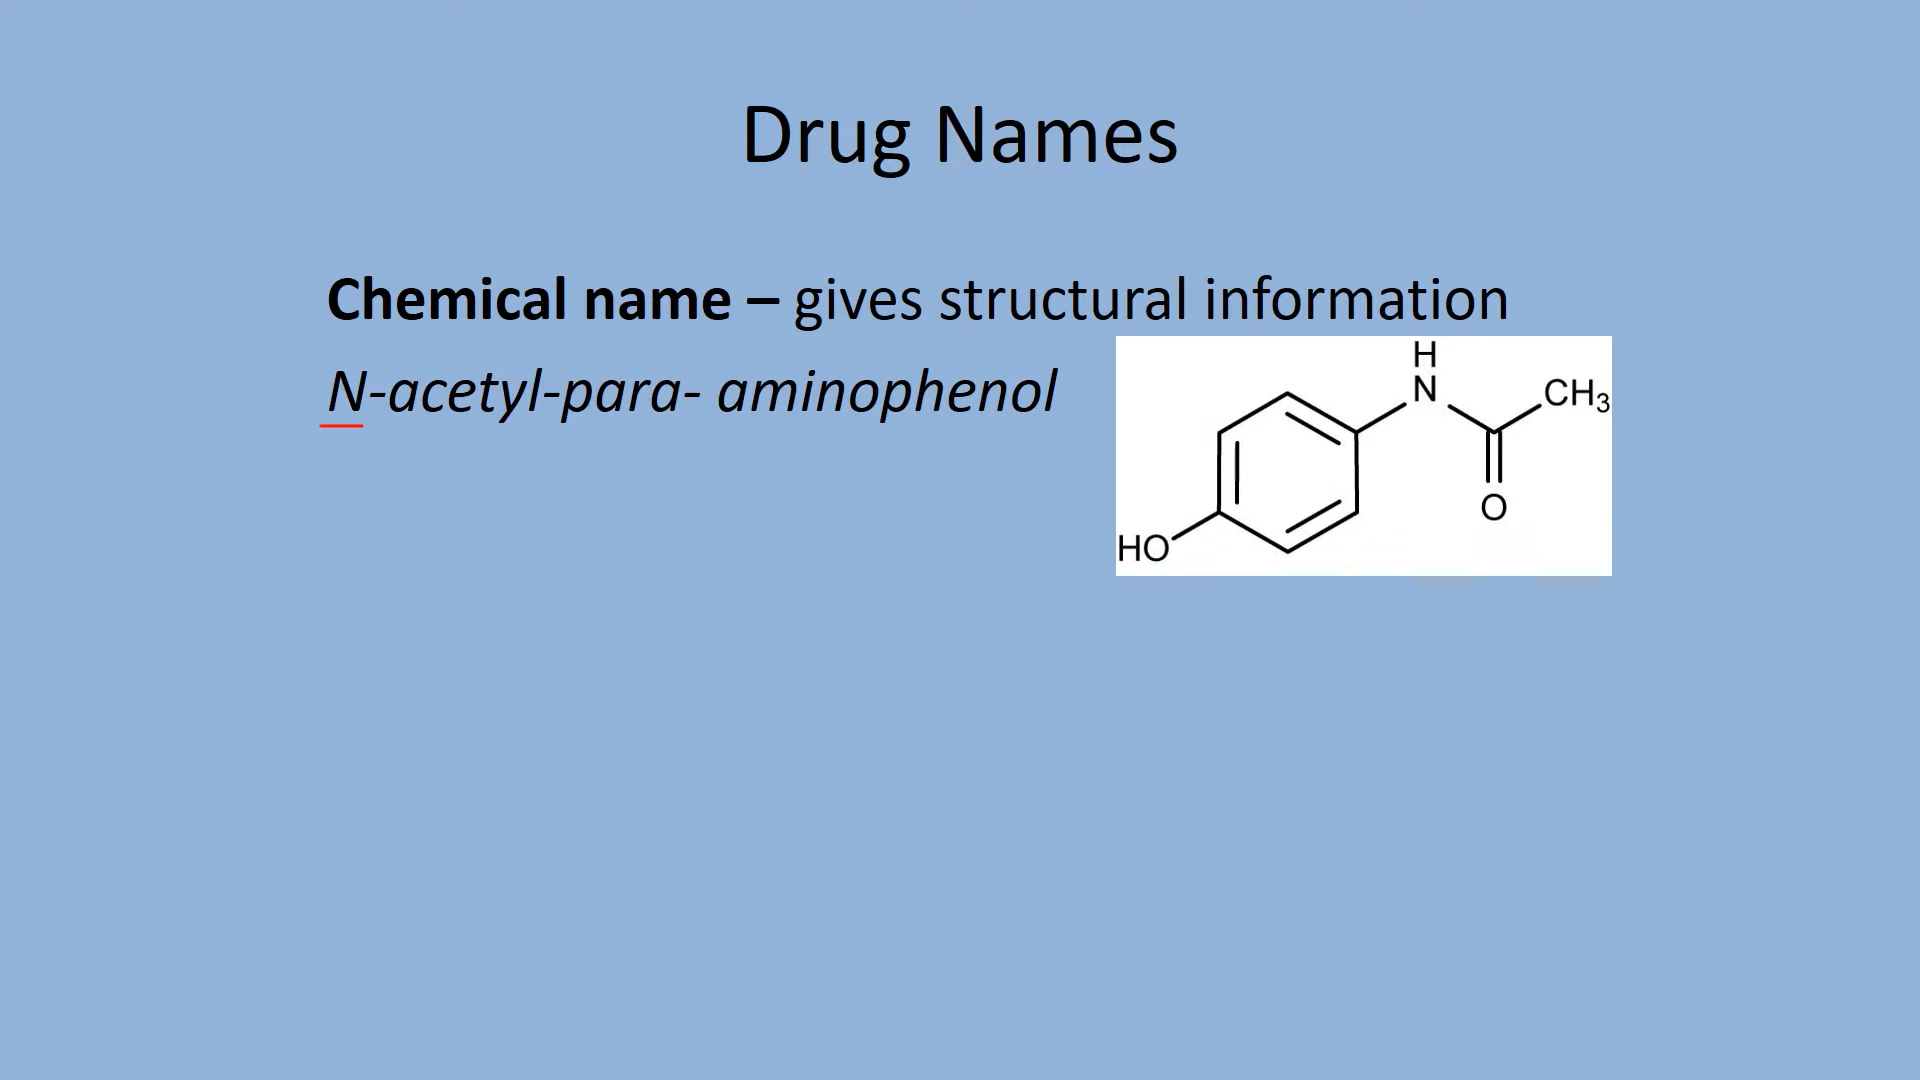 Drug Names
Chemical name – gives structural information
N-acetyl-para- aminophenol
H
N
CH3
O
HO